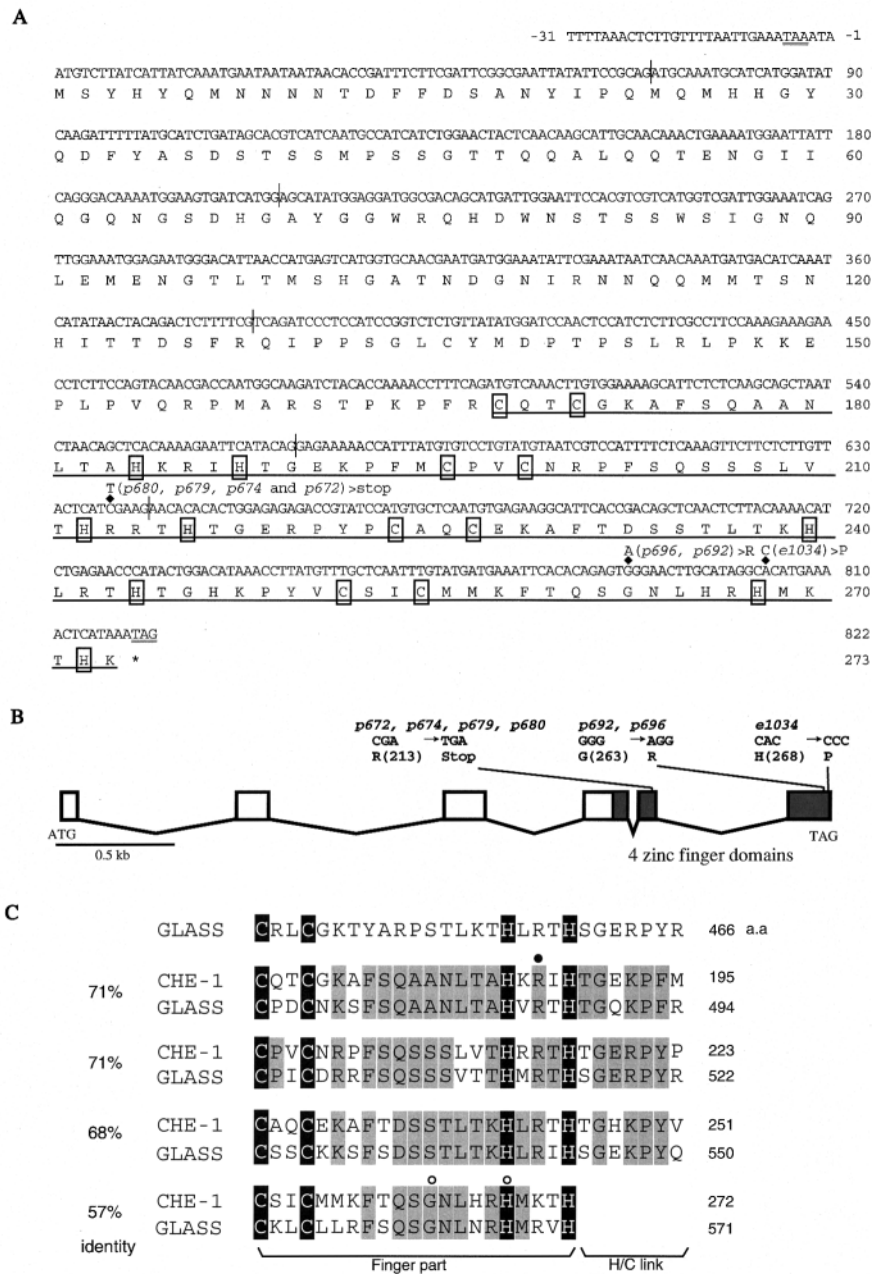 A
-31 TTTTAAACTCTTGTTTTAATTGAAATAAATA -1
ATGTCTTATCATTATCAAATGAATAATAATAACACCGATTTCTTCGATTCGGCGAATTATATTCCGCAGATGCAAATGCATCATGGATAT 90
M S Y H Y Q M N N N N T D F F D S A N Y I P Q M Q M H H G Y 30
CAAGATTTTTATGCATCTGATAGCACGTCATCAATGCCATCATCTGGAACTACTCAACAAGCATTGCAACAAACTGAAAATGGAATTATT 180
Q D F Y A S D S T S S M P S S G T T Q Q A L Q Q T E N G I I 60
CAGGGACAAAATGGAAGTGATCATGGAGCATATGGAGGATGGCGACAGCATGATTGGAATTCCACGTCGTCATGGTCGATTGGAAATCAG 270
Q G Q N G S D H G A Y G G W R Q H D W N S T S S W S I G N Q 90
TTGGAAATGGAGAATGGGACATTAACCATGAGTCATGGTGCAACGAATGATGGAAATATTCGAAATAATCAACAAATGATGACATCAAAT 360
L E M E N G T L T M S H G A T N D G N I R N N Q Q M M T S N 120
CATATAACTACAGACTCTTTTCGTCAGATCCCTCCATCCGGTCTCTGTTATATGGATCCAACTCCATCTCTTCGCCTTCCAAAGAAAGAA 450
H I T T D S F R Q I P P S G L C Y M D P T P S L R L P K K E 150
CCTCTTCCAGTACAACGACCAATGGCAAGATCTACACCAAAACCTTTCAGATGTCAAACTTGTGGAAAAGCATTCTCTCAAGCAGCTAAT 540
P L P V Q R P M A R S T P K P F R C Q T C G K A F S Q A A N 180
CTAACAGCTCACAAAAGAATTCATACAGGAGAGAAACCATTTATGTGTCCTGTATGTAATCGTCCATTTTCTCAAAGTTCTTCTCTTGTT 630
L T A H K R I H T G E K P F M C P V C N R P F S Q S S S L V 210
T(p680, p679, p674 and p672)>stop
ACTCATCGAAGAACACACACTGGAGAGAGACCGTATCCATGTGCTCAATGTGAGAAGGCATTCACCGACAGCTCAACTCTTACAAAACAT 720
T H R R T H T G E R P Y P C A Q C E K A F T D S S T L T K H 240
A(p696, p692)>R C(e1034)>P
CTGAGAACCCATACTGGACATAAACCTTATGTTTGCTCAATTTGTATGATGAAATTCACACAGAGTGGGAACTTGCATAGGCACATGAAA 810
L R T H T G H K P Y V C S I C M M K F T Q S G N L H R H M K 270
ACTCATAAATAG 822
T H K * 273
B
p672, p674, p679, p680 p692, p696 e1034
CGA →TGA GGG →AGG CAC →CCC
R(213) Stop G(263) R H(268) P
ATG TAG
0.5 kb 4 zinc finger domains
C
GLASS CRLCGKTYARPSTLKTHLRTHSGERPYR 466 a.a
71%
CHE-1 CQTCGKAFSQAANLTAHKRIHTGEKPFM 195
GLASS CPDCNKSFSQAANLTAHVRTHTGQKPFR 494
71%
CHE-1 CPVCNRPFSQSSSLVTHRRTHTGERPYP 223
GLASS CPICDRRFSQSSSVTTHMRTHSGERPYR 522
68%
CHE-1 CAQCEKAFTDSSTLTKHLRTHTGHKPYV 251
GLASS CSSCKKSFSDSSTLTKHLRIHSGEKPYQ 550
57%
CHE-1 CSICMMKFTQSGNLHRHMKTH 272
GLASS CKLCLLRFSQSGNLNRHMRVH 571
identity
Finger part H/C link